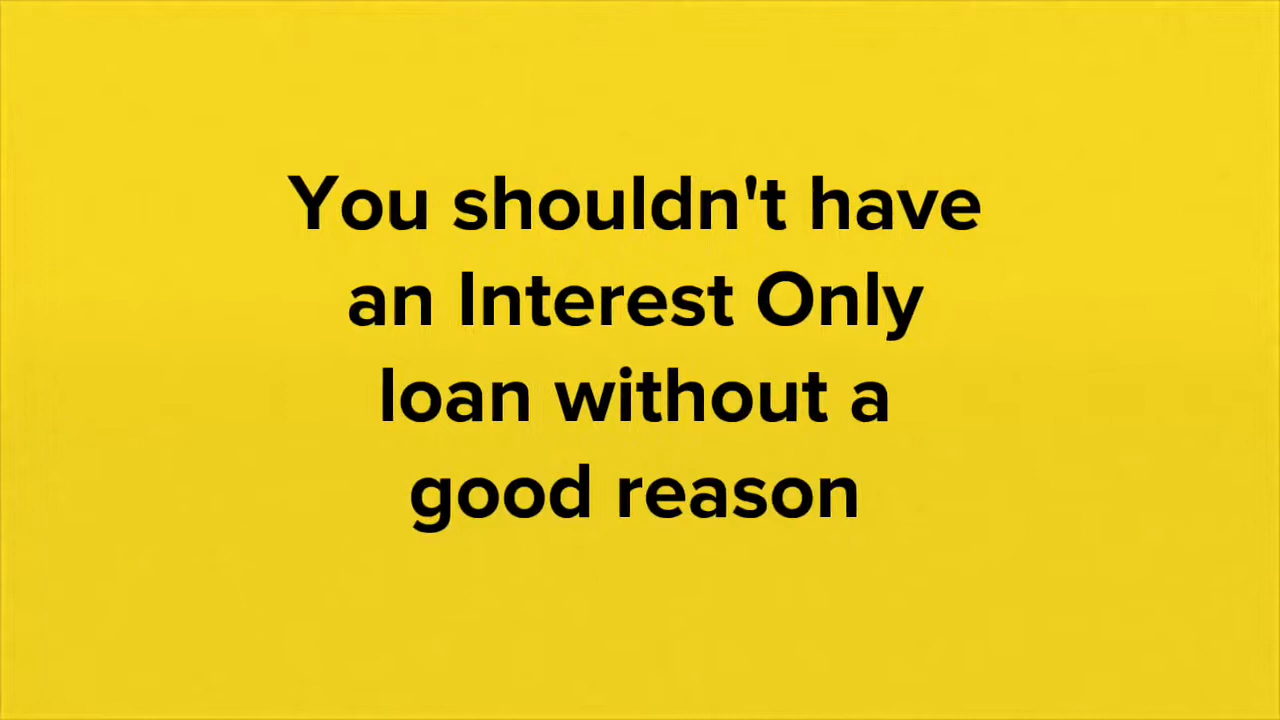 You shouldn't have
an Interest Only
loan without a
good reason